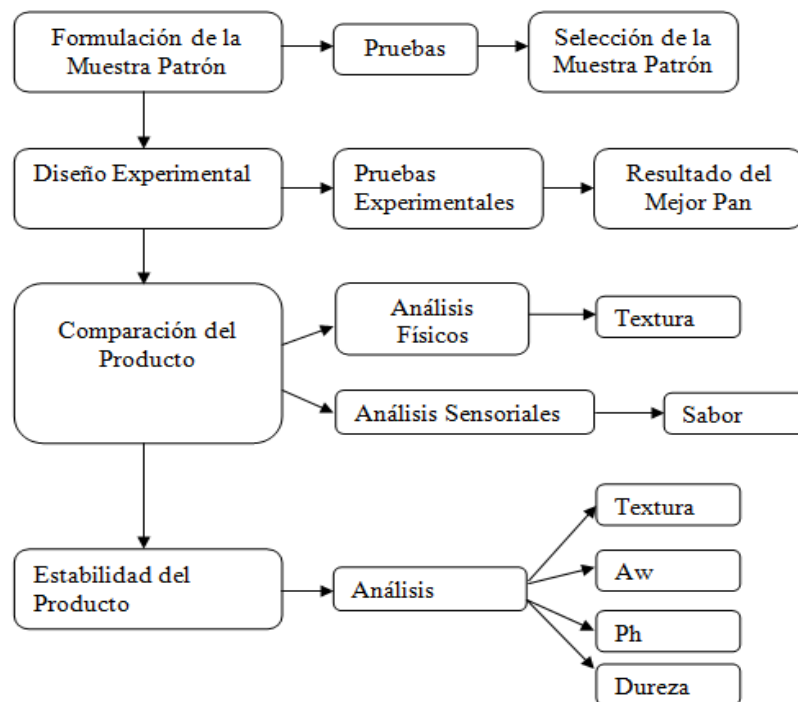 Formulación de la
Muestra Patrón
Pruebas
Selección de la
Muestra Patrón
Diseño Experimental
Pruebas
Experimentales
Resultado del
Mejor Pan
Comparación del
Producto
Análisis
Físicos
Textura
Análisis Sensoriales
Sabor
Estabilidad del
Producto
Análisis
Textura
Aw
Ph
Dureza